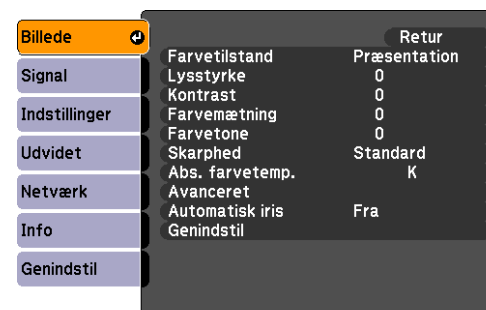 Billede
Signal
Indstillinger
Udvidet
Netværk
Info
Genindstil
Retur
Farvetilstand Præsentation
Lysstyrke 0
Kontrast 0
Farvemætning 0
Farvetone 0
Skarphed Standard
Abs. farvetemp. K
Avanceret
Automatisk iris Fra
Genindstil